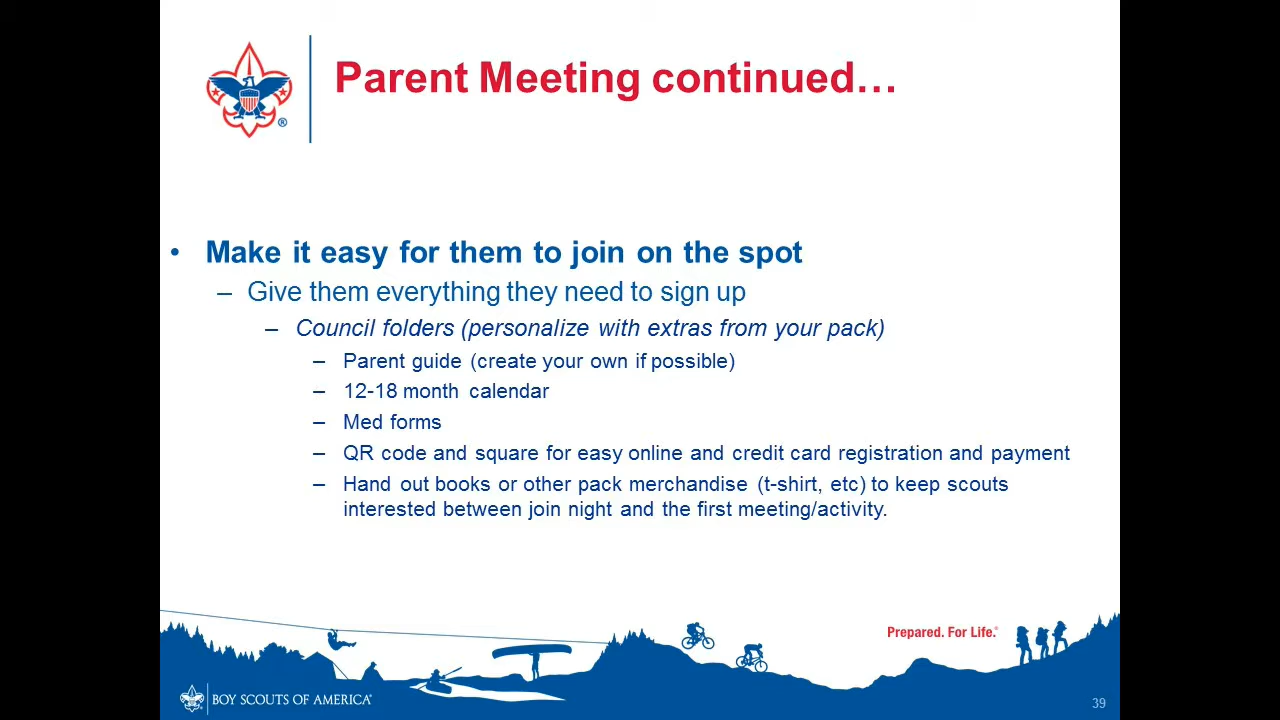 Parent Meeting continued…
®
• Make it easy for them to join on the spot
– Give them everything they need to sign up
– Council folders (personalize with extras from your pack)
– Parent guide (create your own if possible)
– 12-18 month calendar
– Med forms
– QR code and square for easy online and credit card registration and payment
– Hand out books or other pack merchandise (t-shirt, etc) to keep scouts
interested between join night and the first meeting/activity.
Prepared. For Life.®
BOY SCOUTS OF AMERICA®
39